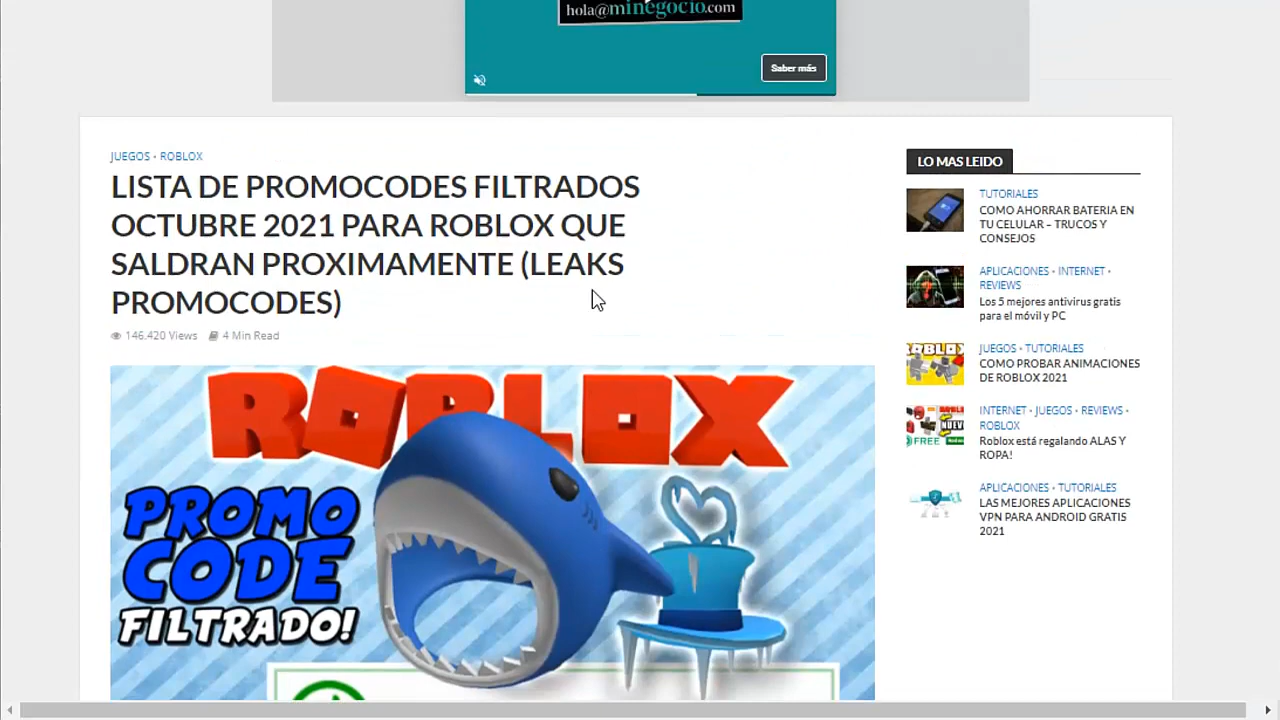 hola@minegocio.com
Saber más
JUEGOS • ROBLOX
LISTA DE PROMOCODES FILTRADOS
OCTUBRE 2021 PARA ROBLOX QUE
SALDRAN PROXIMAMENTE (LEAKS
PROMOCODES)
146.420 Views 4 Min Read
ROBLOX
PROMO
CODE
FILTRADO!
LO MAS LEIDO
TUTORIALES
COMO AHORRAR BATERIA EN
TU CELULAR – TRUCOS Y
CONSEJOS
APLICACIONES • INTERNET •
REVIEWS
Los 5 mejores antivirus gratis
para el móvil y PC
ROBLOX
JUEGOS • TUTORIALES
COMO PROBAR ANIMACIONES
DE ROBLOX 2021
FREE
INTERNET • JUEGOS • REVIEWS •
ROBLOX
Roblox está regalando ALAS Y
ROPA!
APLICACIONES • TUTORIALES
LAS MEJORES APLICACIONES
VPN PARA ANDROID GRATIS
2021